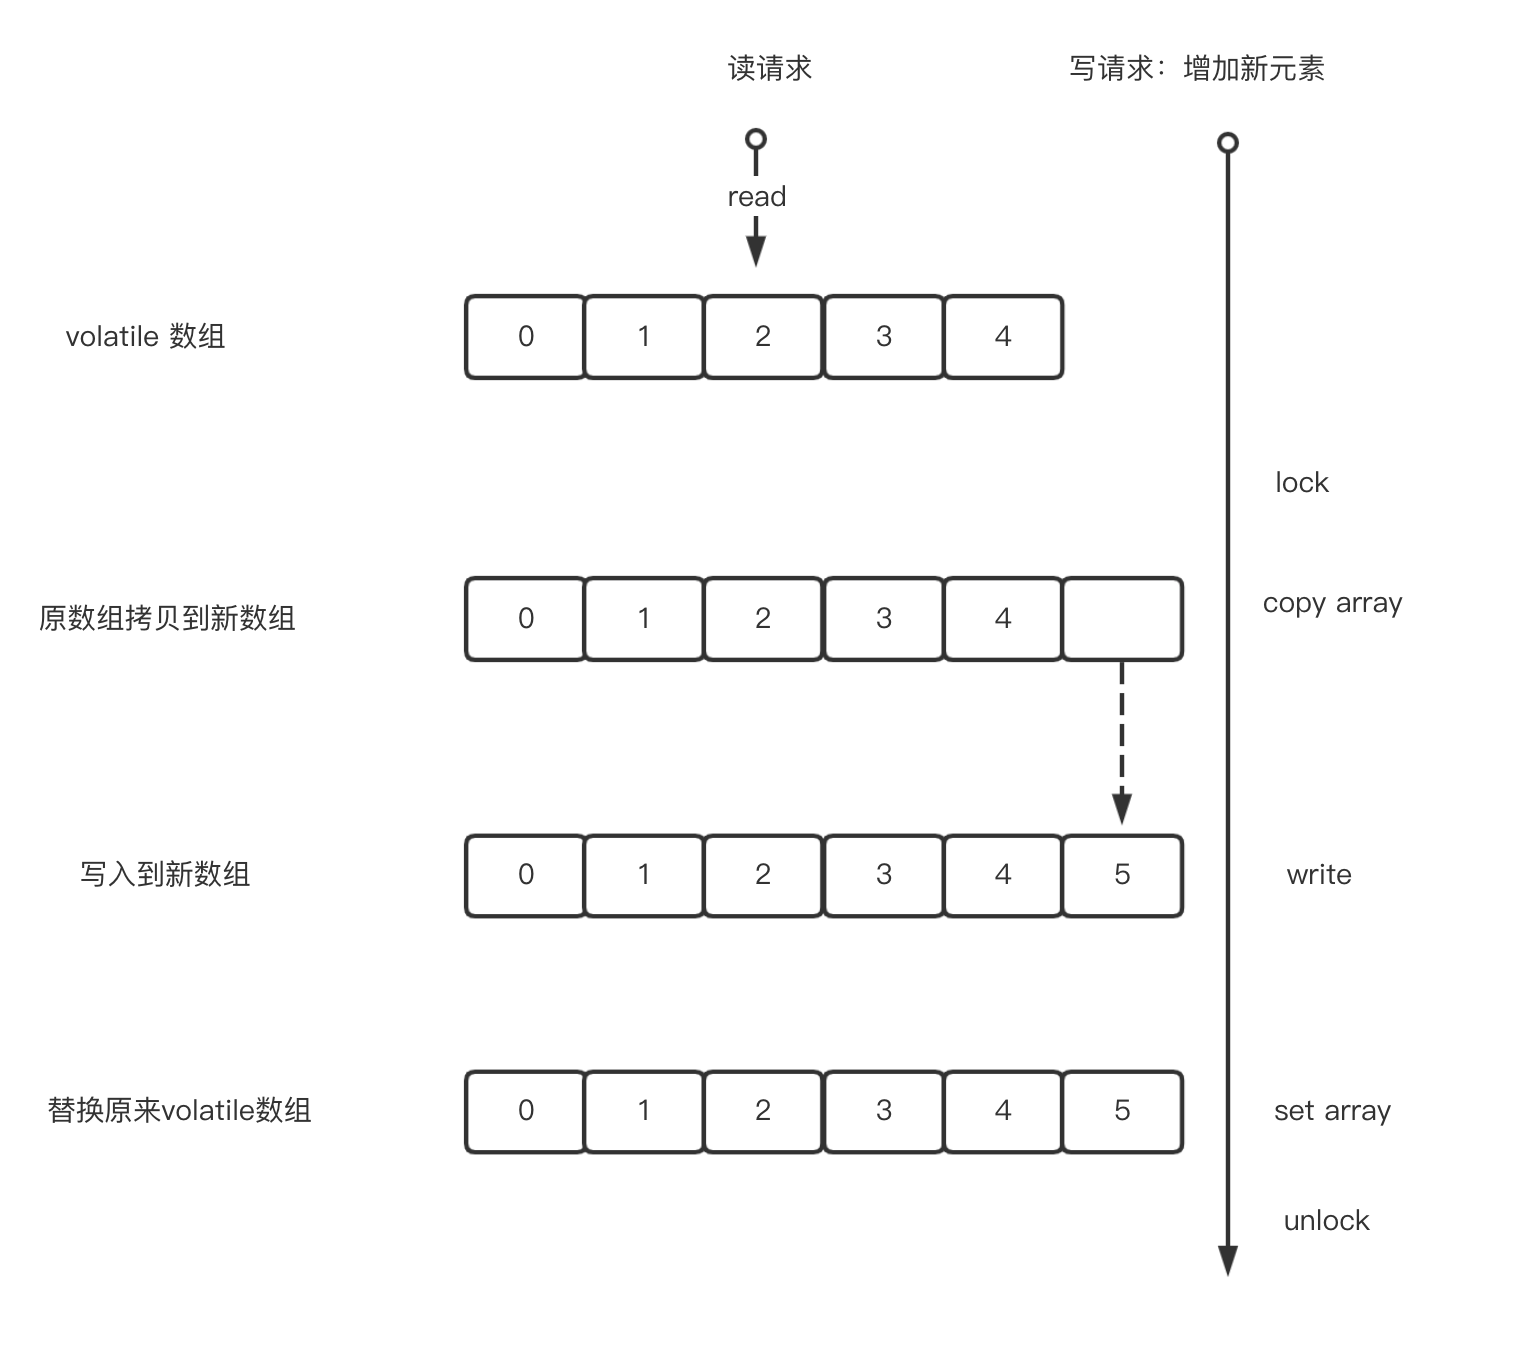 读请求
写请求：增加新元素
read
volatile 数组
0 1 2 3 4
lock
原数组拷贝到新数组
0 1 2 3 4
copy array
写入到新数组
0 1 2 3 4 5
write
替换原来volatile数组
0 1 2 3 4 5
set array
unlock